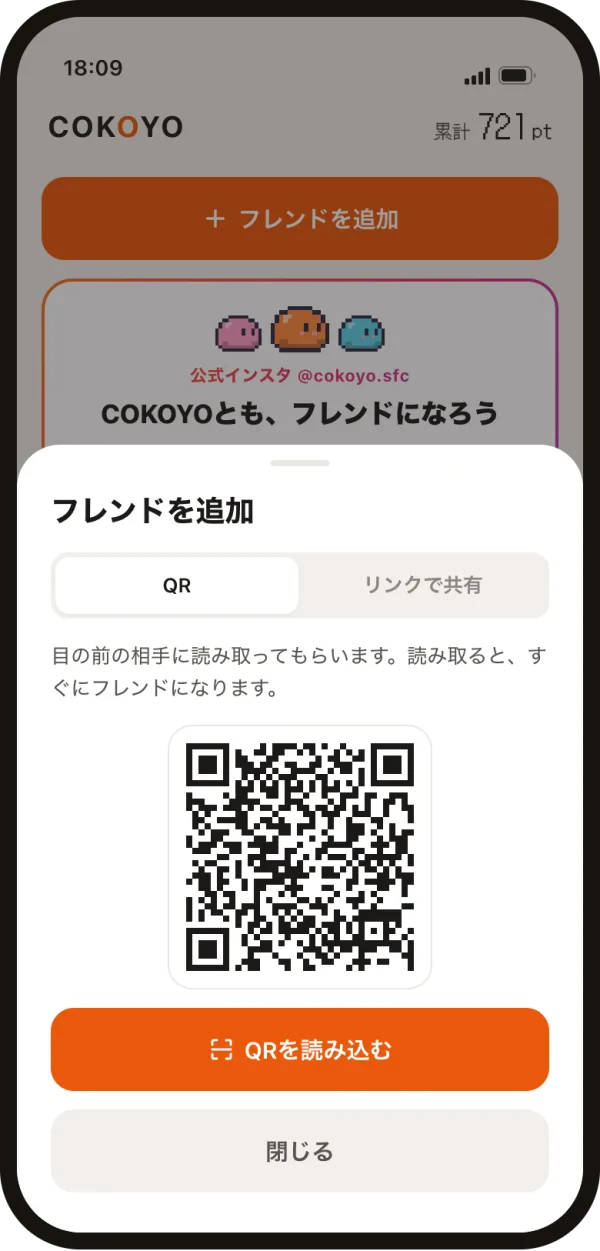 18:09
COKOYO
累計 721 pt
＋ フレンドを追加
公式インスタ @cokoyo.sfc
COKOYOとも、フレンドになろう
フレンドを追加
QR
リンクで共有
目の前の相手に読み取ってもらいます。読み取ると、す
ぐにフレンドになります。
QRを読み込む
閉じる